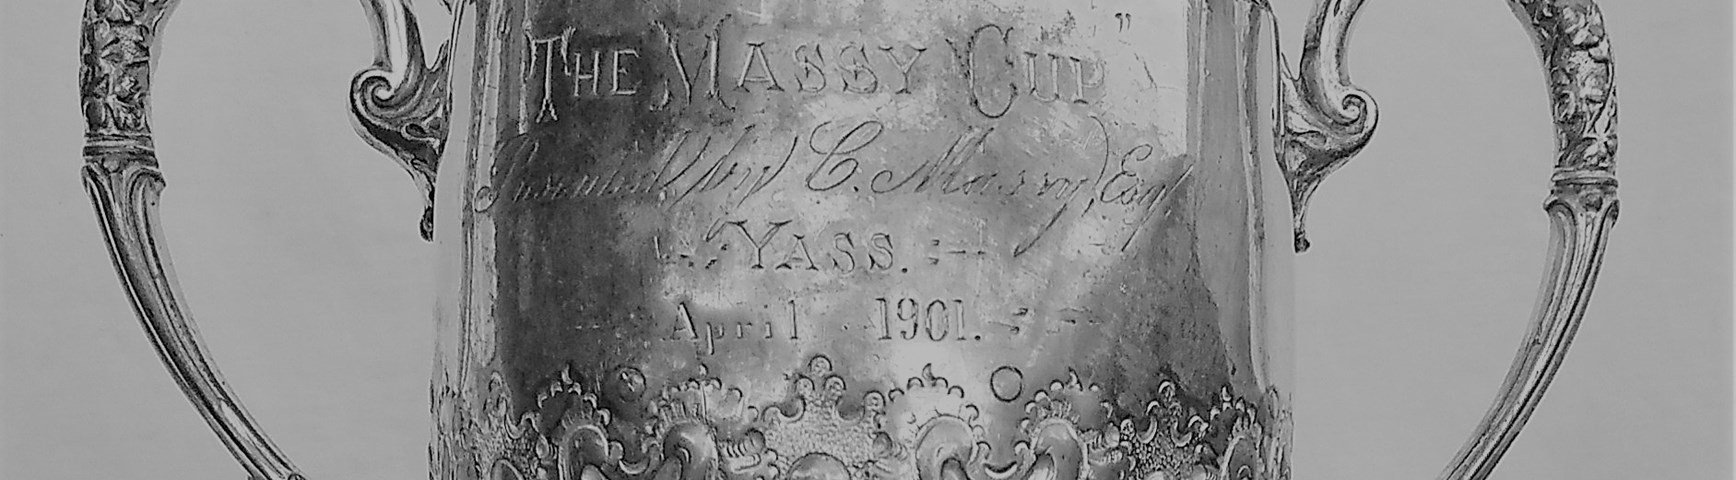 THE MASSY CUP"
Presented by C. Massy Esq.
YASS.
April 1901.